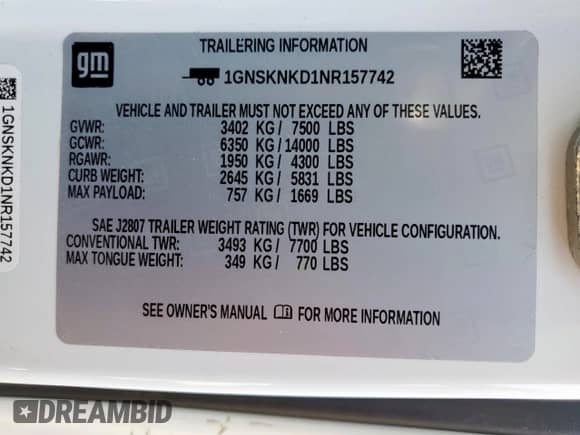 gm
TRAILERING INFORMATION
1GNSKNKD1NR157742
VEHICLE AND TRAILER MUST NOT EXCEED ANY OF THESE VALUES.
GVWR: 3402 KG / 7500 LBS
GCWR: 6350 KG / 14000 LBS
RGAWR: 1950 KG / 4300 LBS
CURB WEIGHT: 2645 KG / 5831 LBS
MAX PAYLOAD: 757 KG / 1669 LBS
SAE J2807 TRAILER WEIGHT RATING (TWR) FOR VEHICLE CONFIGURATION.
CONVENTIONAL TWR: 3493 KG / 7700 LBS
MAX TONGUE WEIGHT: 349 KG / 770 LBS
SEE OWNER'S MANUAL FOR MORE INFORMATION
1GNSKNKD1NR157742
DREAMBID